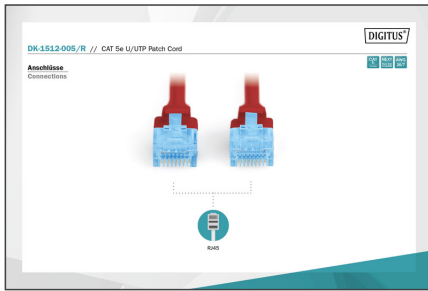 DIGITUS®
DK-1512-005/R // CAT 5e U/UTP Patch Cord
Anschlüsse
Connections
RJ45